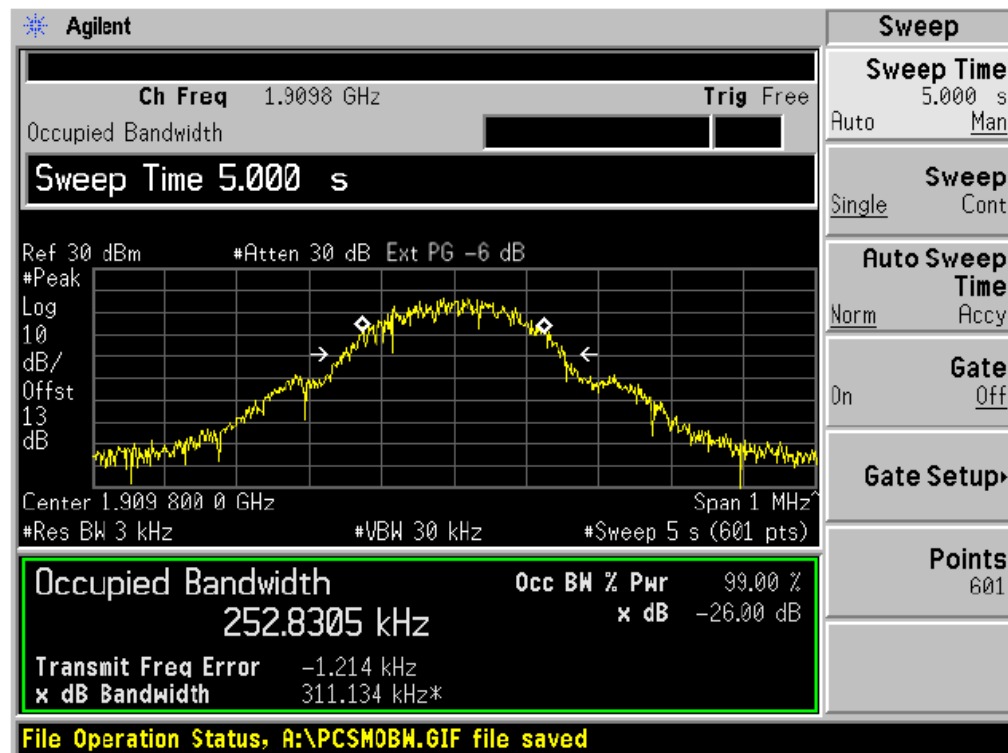 Agilent
Ch Freq 1.9098 GHz Trig Free
Occupied Bandwidth
Sweep Time 5.000 s
Ref 30 dBm #Atten 30 dB Ext PG -6 dB
#Peak
Log
10
dB/
Offst
13
dB
Center 1.909 800 0 GHz Span 1 MHz^
#Res BW 3 kHz #VBW 30 kHz #Sweep 5 s (601 pts)
Occupied Bandwidth Occ BW % Pwr 99.00 %
252.8305 kHz x dB -26.00 dB
Transmit Freq Error -1.214 kHz
x dB Bandwidth 311.134 kHz*
File Operation Status, A:\PCSMOBW.GIF file saved
Sweep
Sweep Time
5.000 s
Auto Man
Sweep
Single Cont
Auto Sweep
Time
Norm Accy
Gate
On Off
Gate Setup▸
Points
601